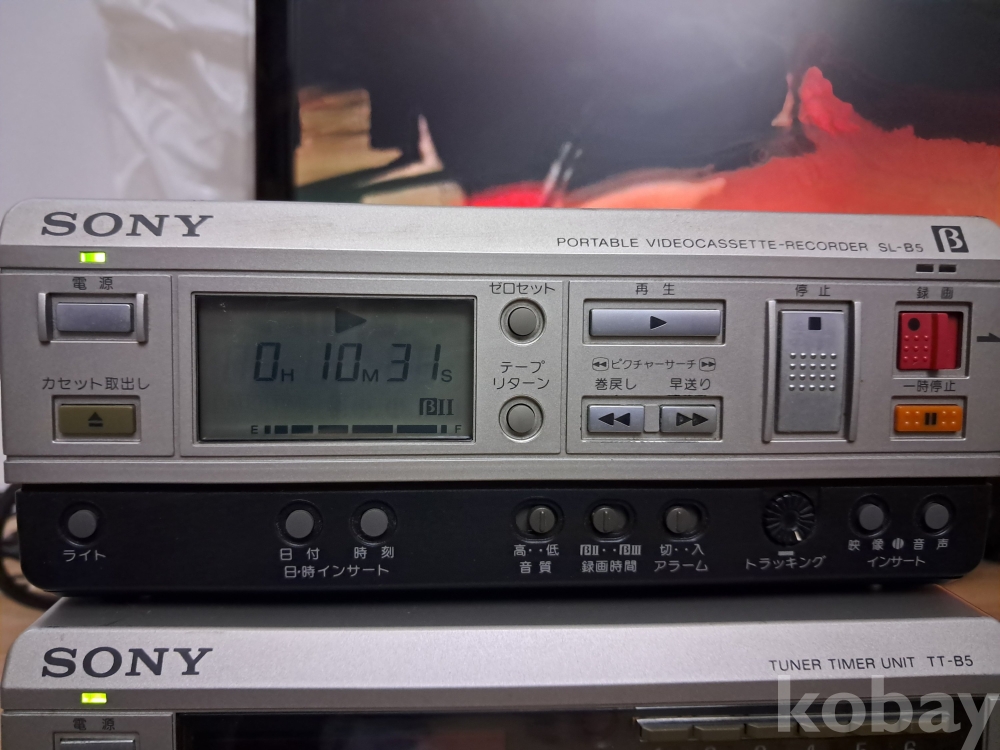 SONY
PORTABLE VIDEOCASSETTE-RECORDER SL-B5 β
電源
ゼロセット
再生
停止
録画
0H 10M 31S
テープ
リターン
ピクチャーサーチ
カセット取出し
巻戻し 早送り
一時停止
βII
E F
ライト
日付 時刻
日·時インサート
高··低
音質
βII··βIII
録画時間
切··入
アラーム
トラッキング
映像 音声
インサート
SONY
TUNER TIMER UNIT TT-B5
電源
kobay